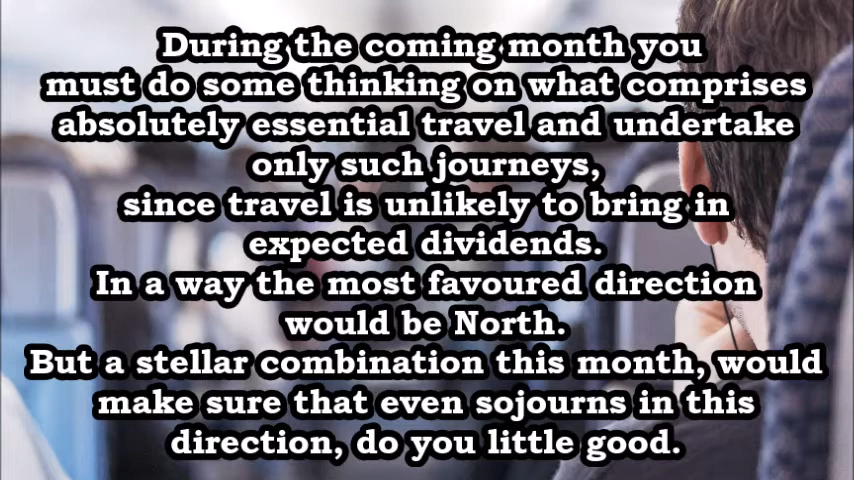 During the coming month you
must do some thinking on what comprises
absolutely essential travel and undertake
only such journeys,
since travel is unlikely to bring in
expected dividends.
In a way the most favoured direction
would be North.
But a stellar combination this month, would
make sure that even sojourns in this
direction, do you little good.